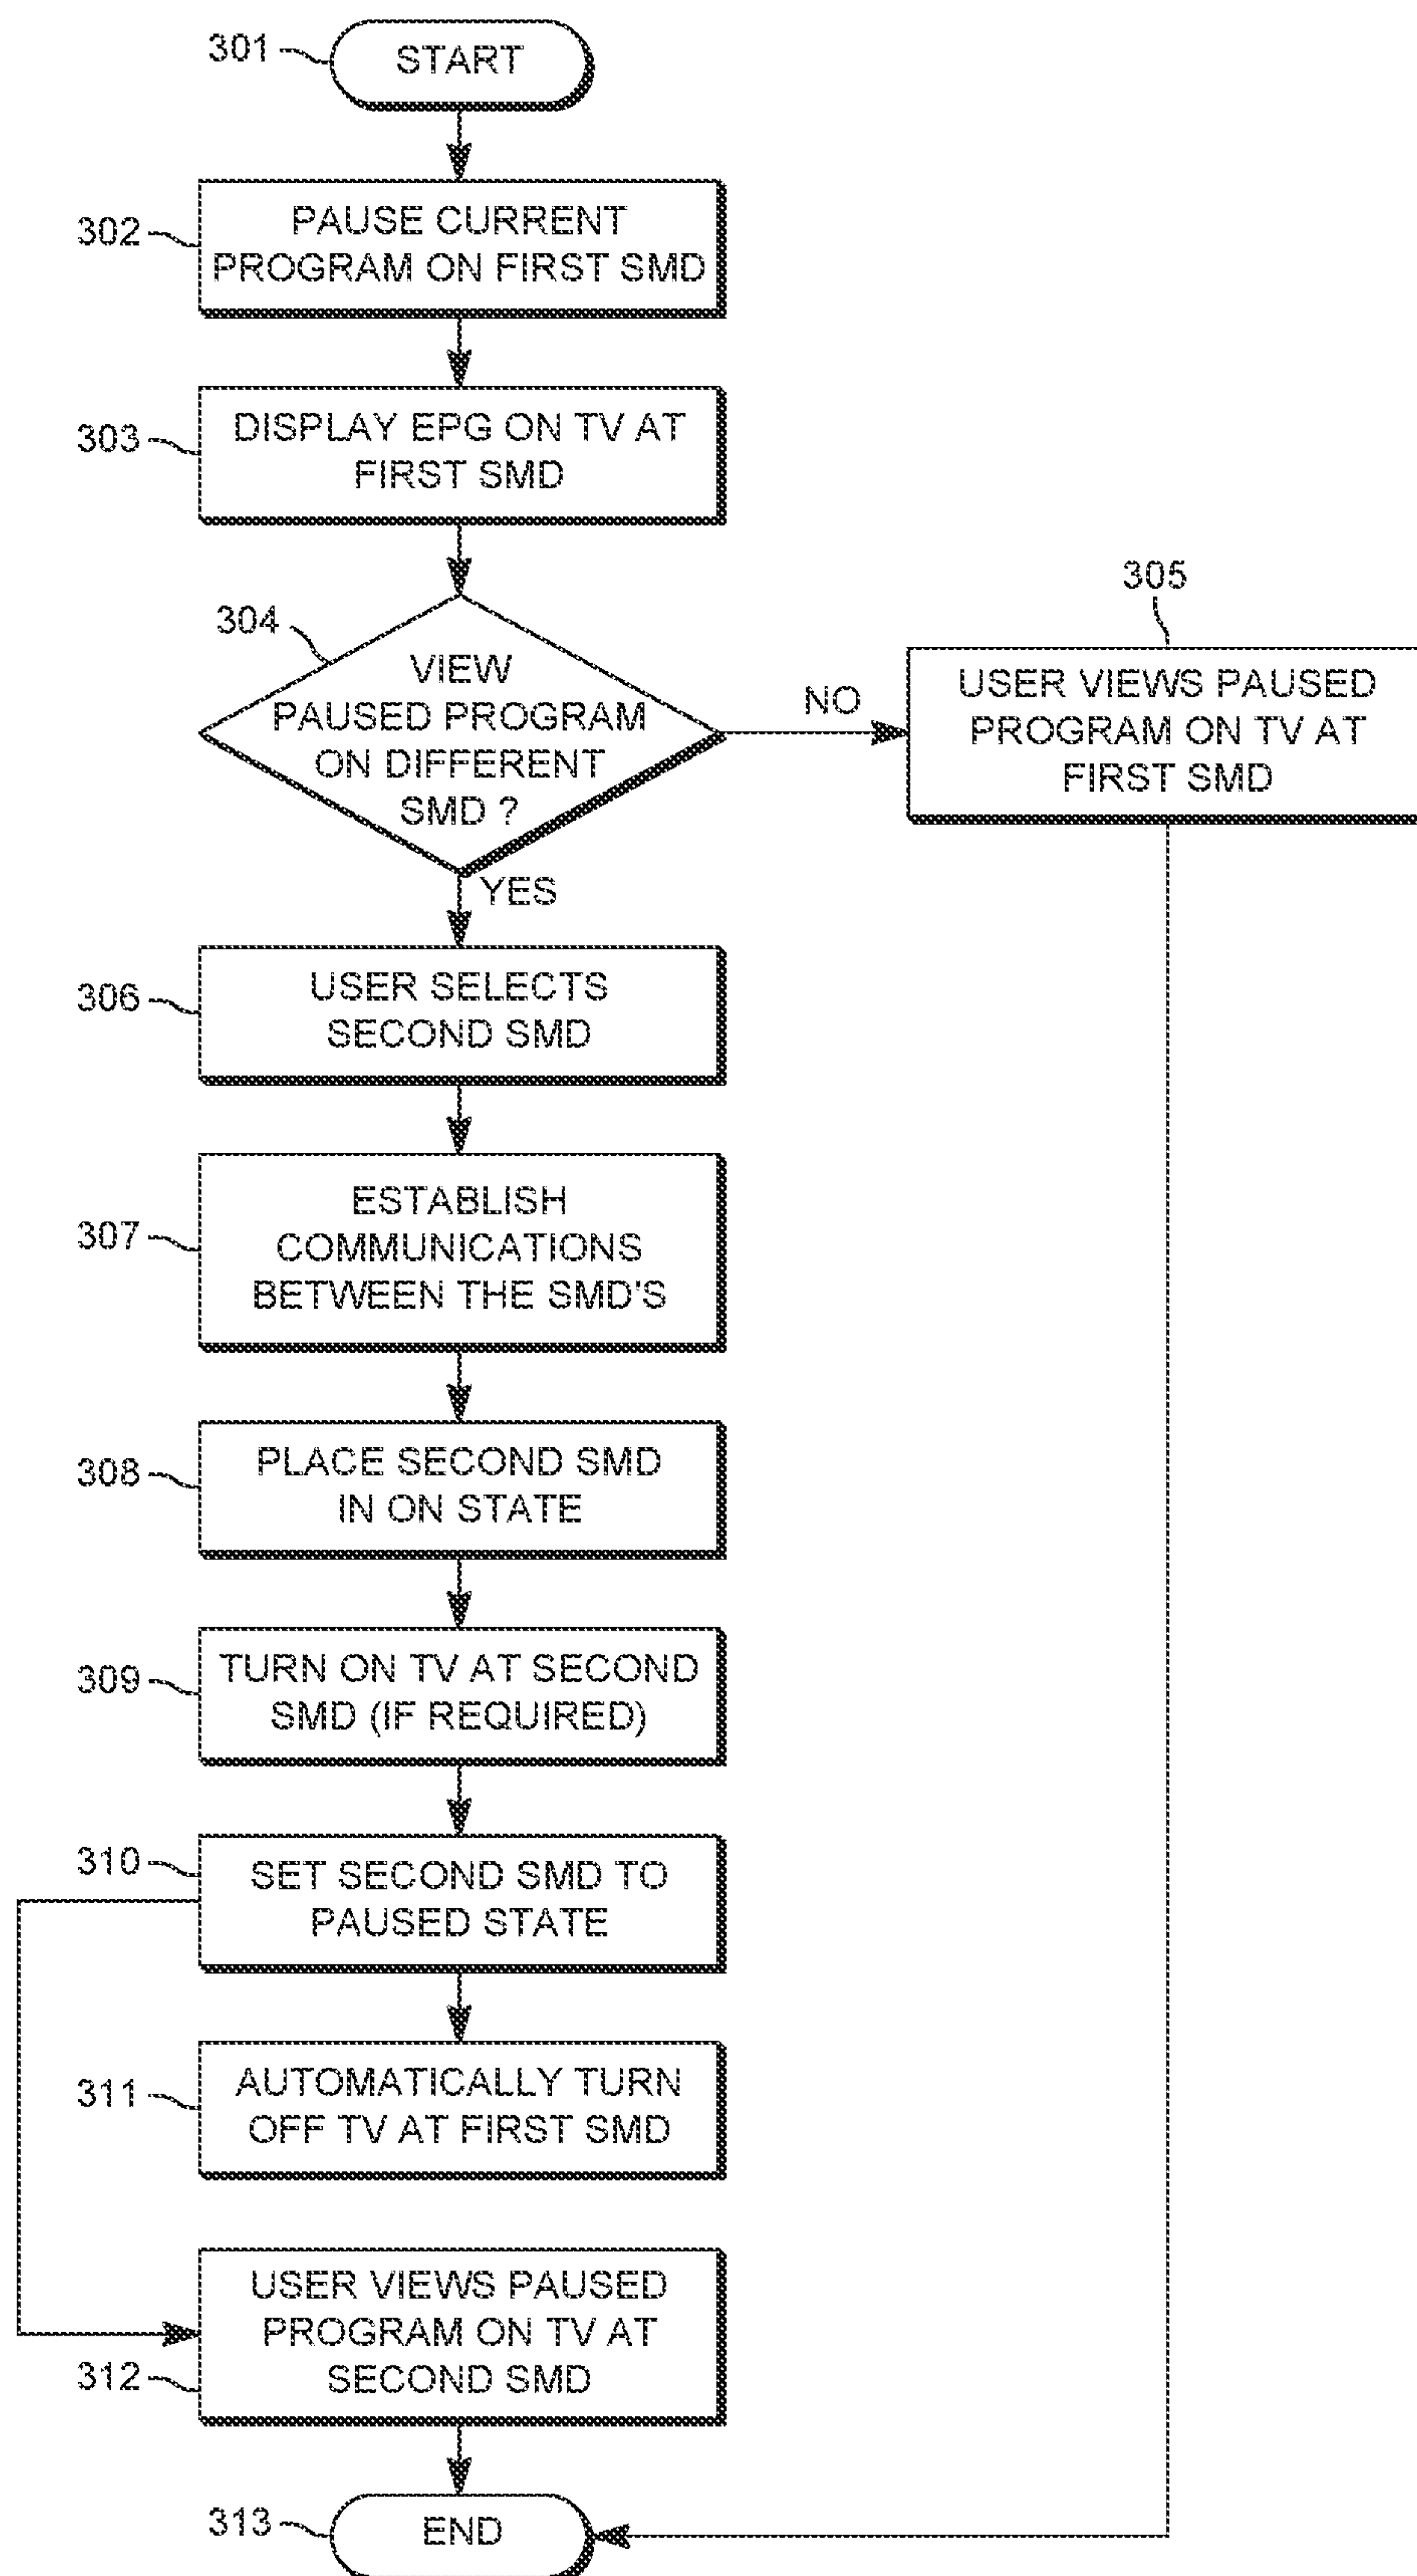 301
START
302
PAUSE CURRENT
PROGRAM ON FIRST SMD
303
DISPLAY EPG ON TV AT
FIRST SMD
304
VIEW
PAUSED PROGRAM
ON DIFFERENT
SMD ?
NO
305
USER VIEWS PAUSED
PROGRAM ON TV AT
FIRST SMD
YES
306
USER SELECTS
SECOND SMD
307
ESTABLISH
COMMUNICATIONS
BETWEEN THE SMD'S
308
PLACE SECOND SMD
IN ON STATE
309
TURN ON TV AT SECOND
SMD (IF REQUIRED)
310
SET SECOND SMD TO
PAUSED STATE
311
AUTOMATICALLY TURN
OFF TV AT FIRST SMD
312
USER VIEWS PAUSED
PROGRAM ON TV AT
SECOND SMD
313
END